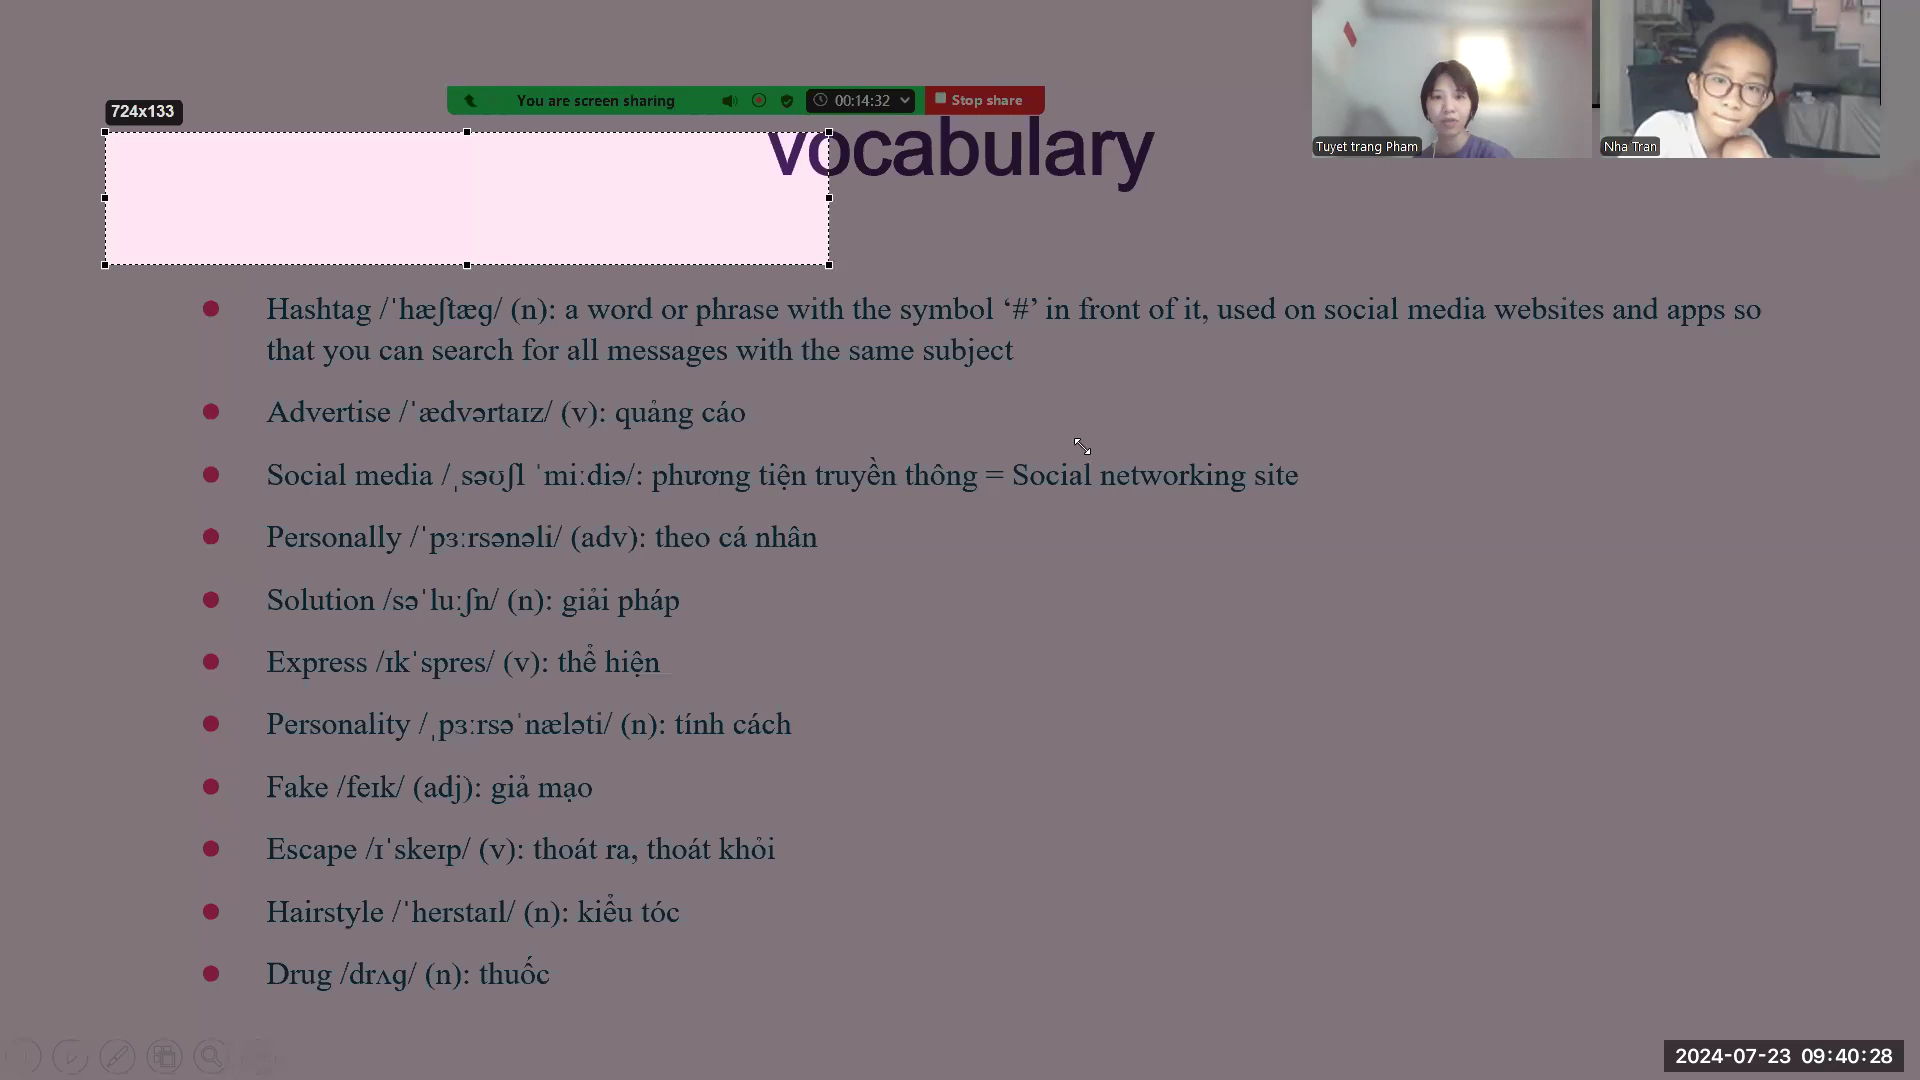 724x133
You are screen sharing
00:14:32
Stop share
vocabulary
Tuyet trang Pham
Nha Tran
Hashtag /ˈhæʃtæɡ/ (n): a word or phrase with the symbol ‘#’ in front of it, used on social media websites and apps so
that you can search for all messages with the same subject
Advertise /ˈædvərtaɪz/ (v): quảng cáo
Social media /ˌsəʊʃl ˈmiːdiə/: phương tiện truyền thông = Social networking site
Personally /ˈpɜːrsənəli/ (adv): theo cá nhân
Solution /səˈluːʃn/ (n): giải pháp
Express /ɪkˈspres/ (v): thể hiện
Personality /ˌpɜːrsəˈnæləti/ (n): tính cách
Fake /feɪk/ (adj): giả mạo
Escape /ɪˈskeɪp/ (v): thoát ra, thoát khỏi
Hairstyle /ˈherstaɪl/ (n): kiểu tóc
Drug /drʌɡ/ (n): thuốc
2024-07-23 09:40:28